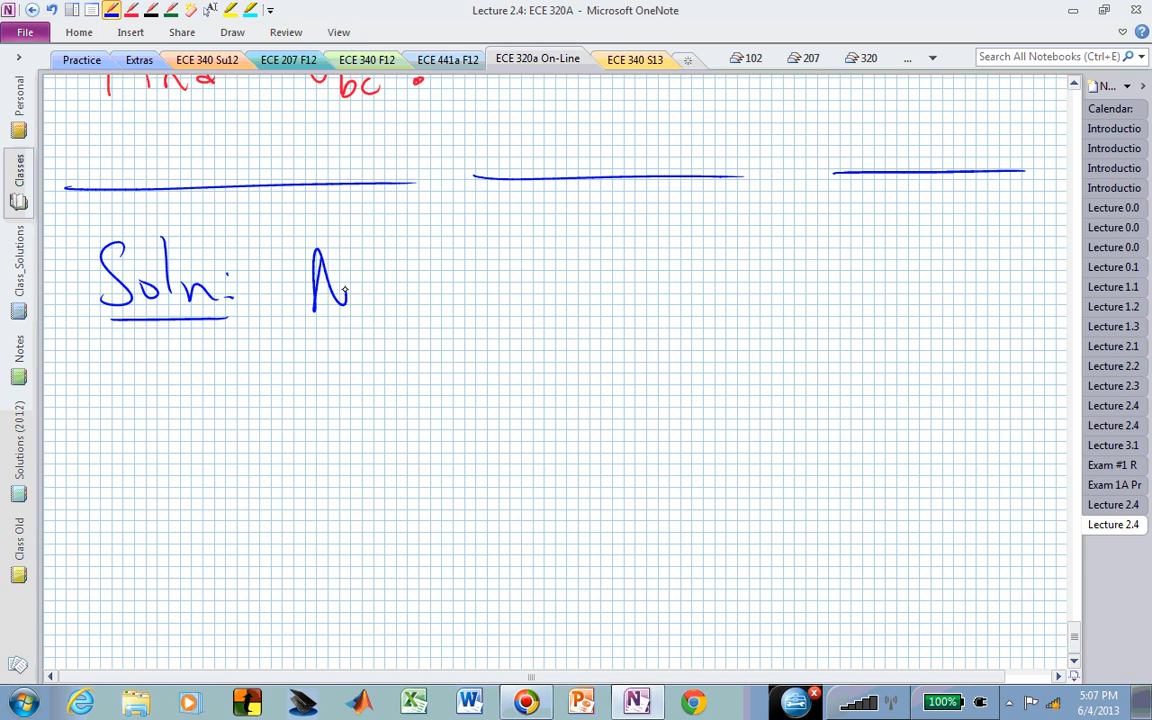 Lecture 2.4: ECE 320A - Microsoft OneNote
File Home Insert Share Draw Review View
Practice Extras ECE 340 Su12 ECE 207 F12 ECE 340 F12 ECE 441a F12 ECE 320a On-Line ECE 340 S13 102 207 320 ... Search All Notebooks (Ctrl+E)
N...
Personal
Classes
Class_Solutions
Notes
Solutions (2012)
Class Old
bc
Soln: N
Calendar:
Introductio
Introductio
Introductio
Introductio
Lecture 0.0
Lecture 0.0
Lecture 0.0
Lecture 0.1
Lecture 1.1
Lecture 1.2
Lecture 1.3
Lecture 2.1
Lecture 2.2
Lecture 2.3
Lecture 2.4
Lecture 2.4
Lecture 3.1
Exam #1 R
Exam 1A Pr
Lecture 2.4
Lecture 2.4
100%
5:07 PM
6/4/2013